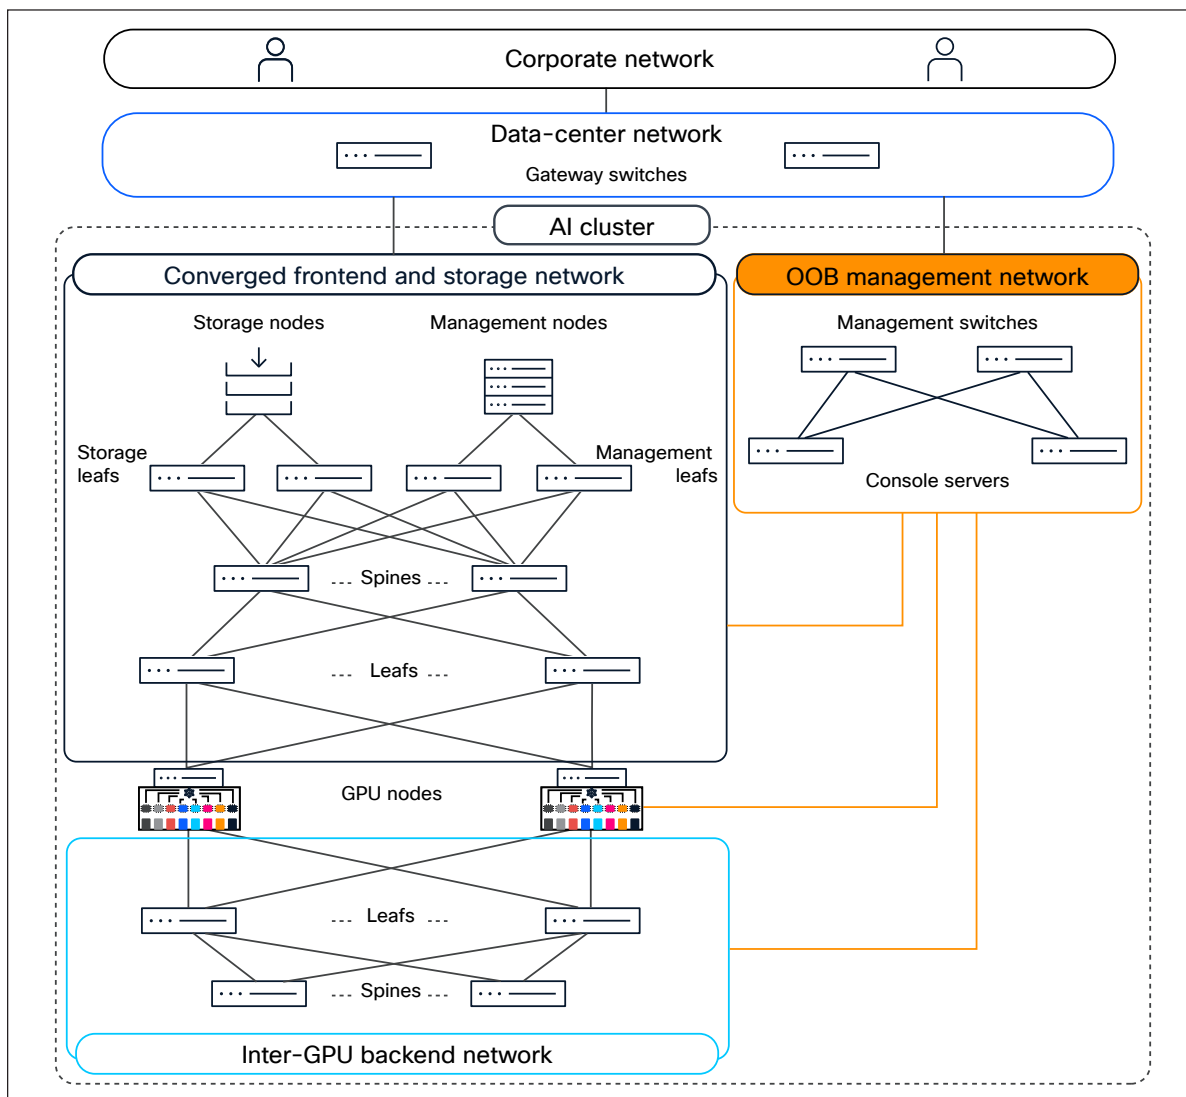 Corporate network
Data-center network
Gateway switches
AI cluster
Converged frontend and storage network
OOB management network
Storage nodes
Management nodes
Management switches
Storage
leafs
Management
leafs
Console servers
Spines
Leafs
GPU nodes
Leafs
Spines
Inter-GPU backend network